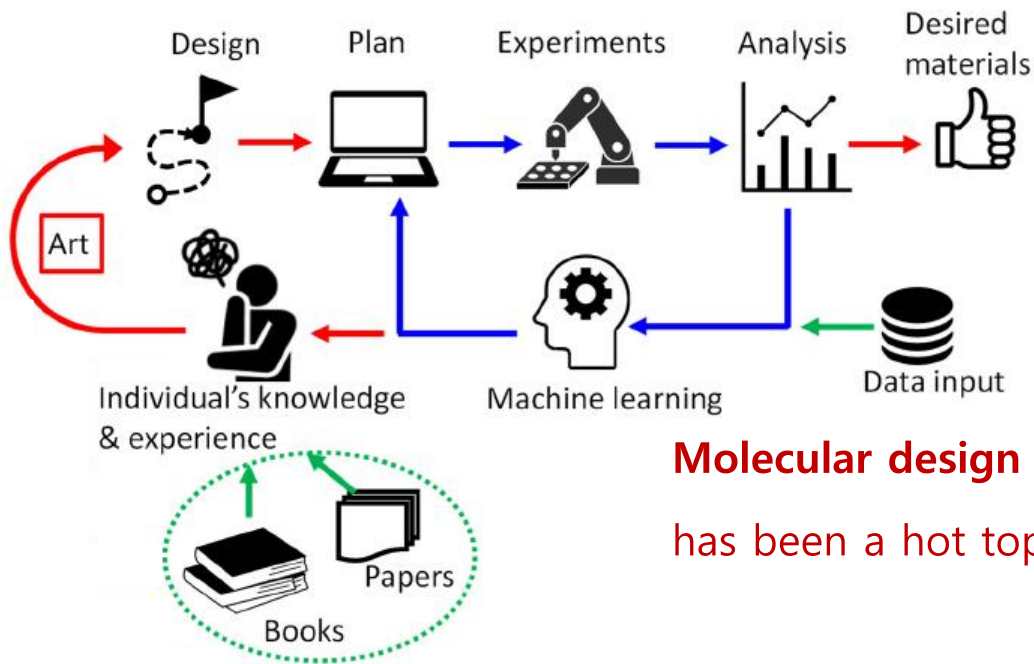 Design
Plan
Experiments
Analysis
Desired
materials
Art
Individual's knowledge
& experience
Machine learning
Data input
Molecular design
has been a hot top
Papers
Books